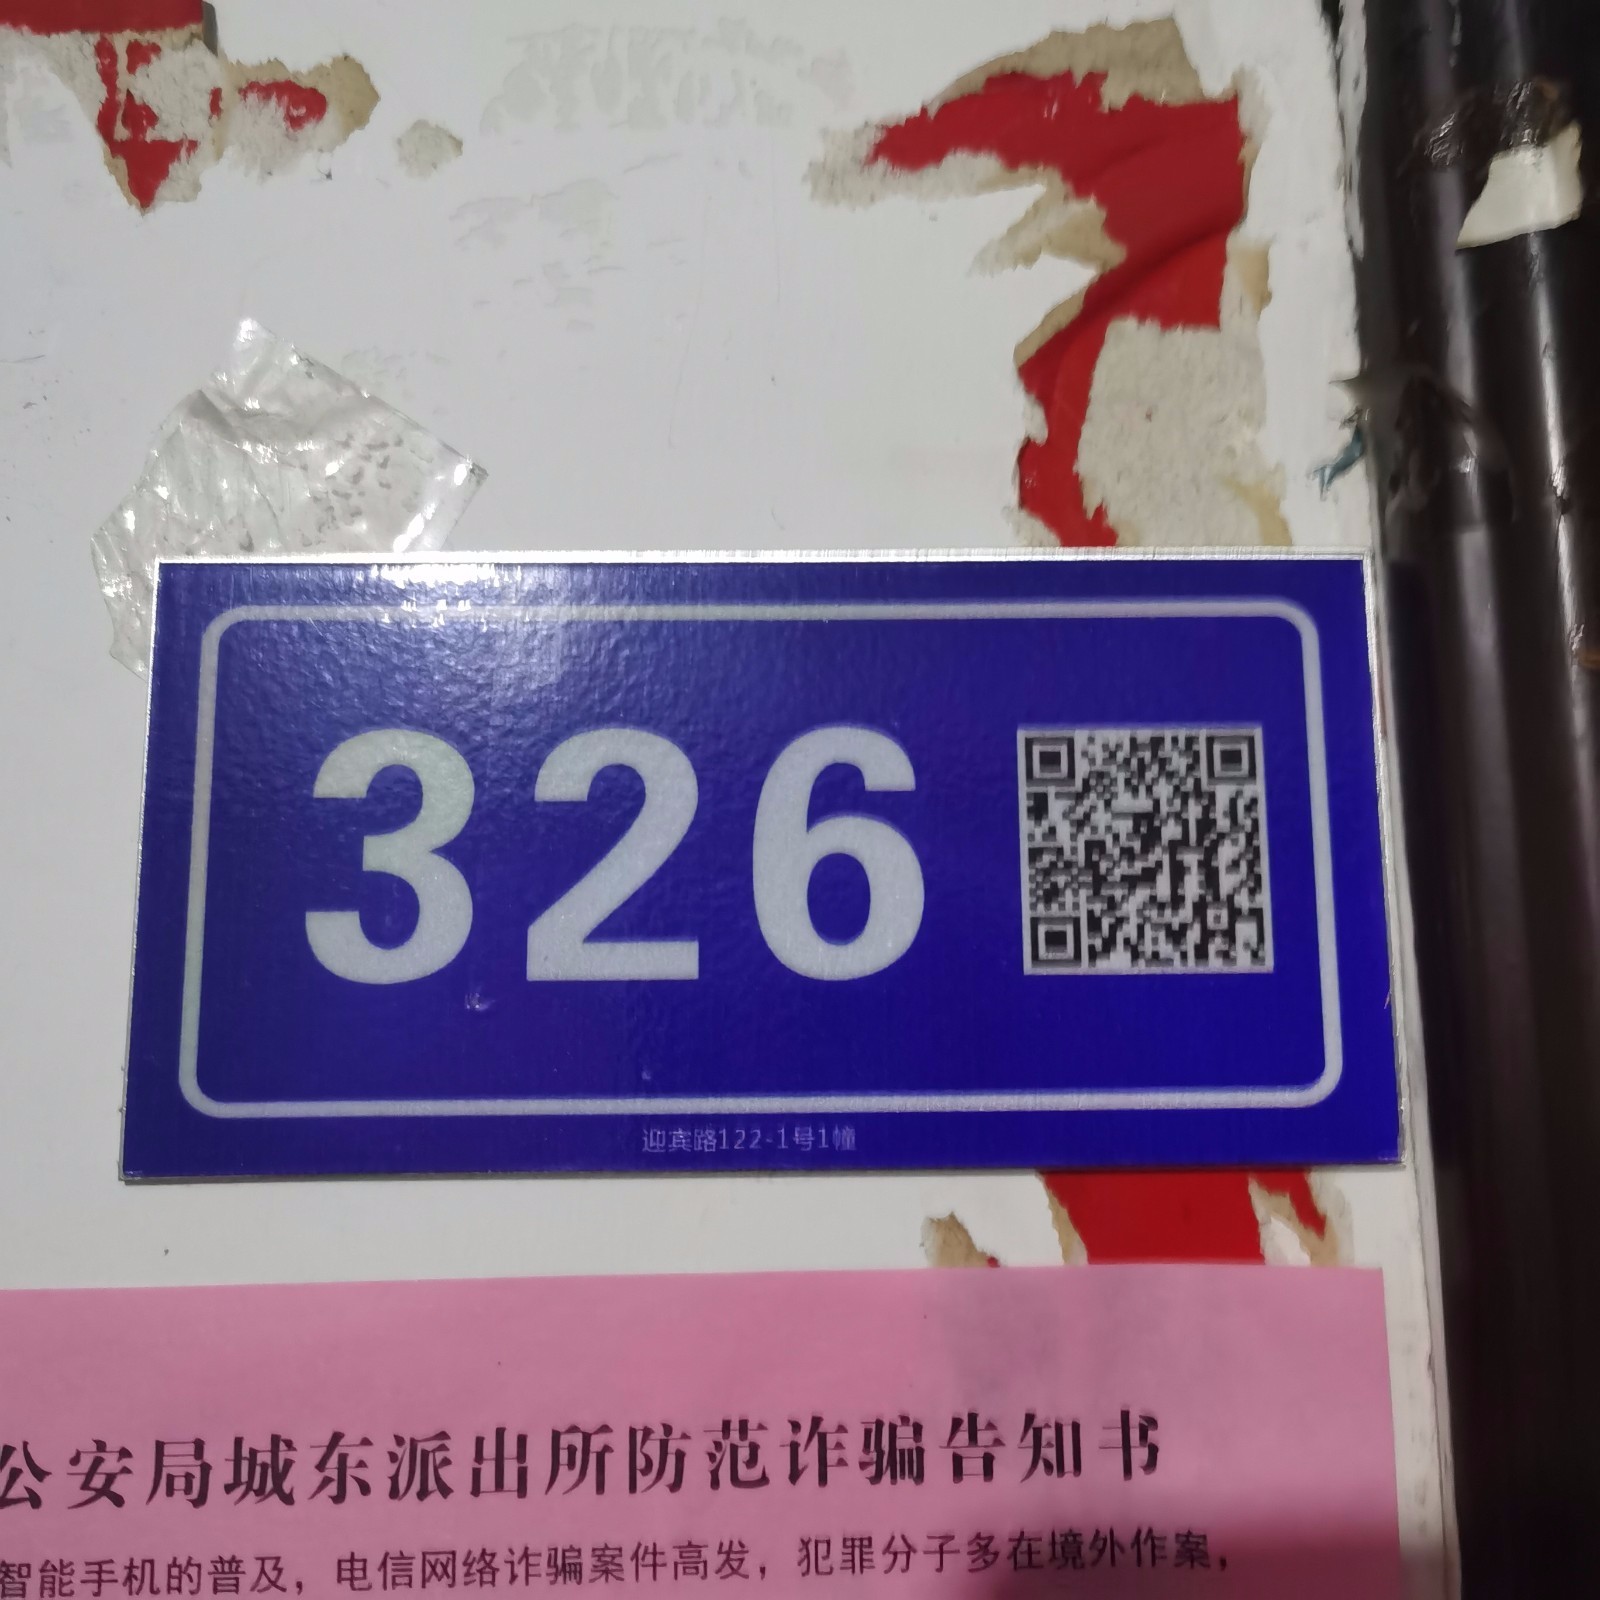 326
迎宾路122-1号1幢
公安局城东派出所防范诈骗告知书
智能手机的普及，电信网络诈骗案件高发，犯罪分子多在境外作案，